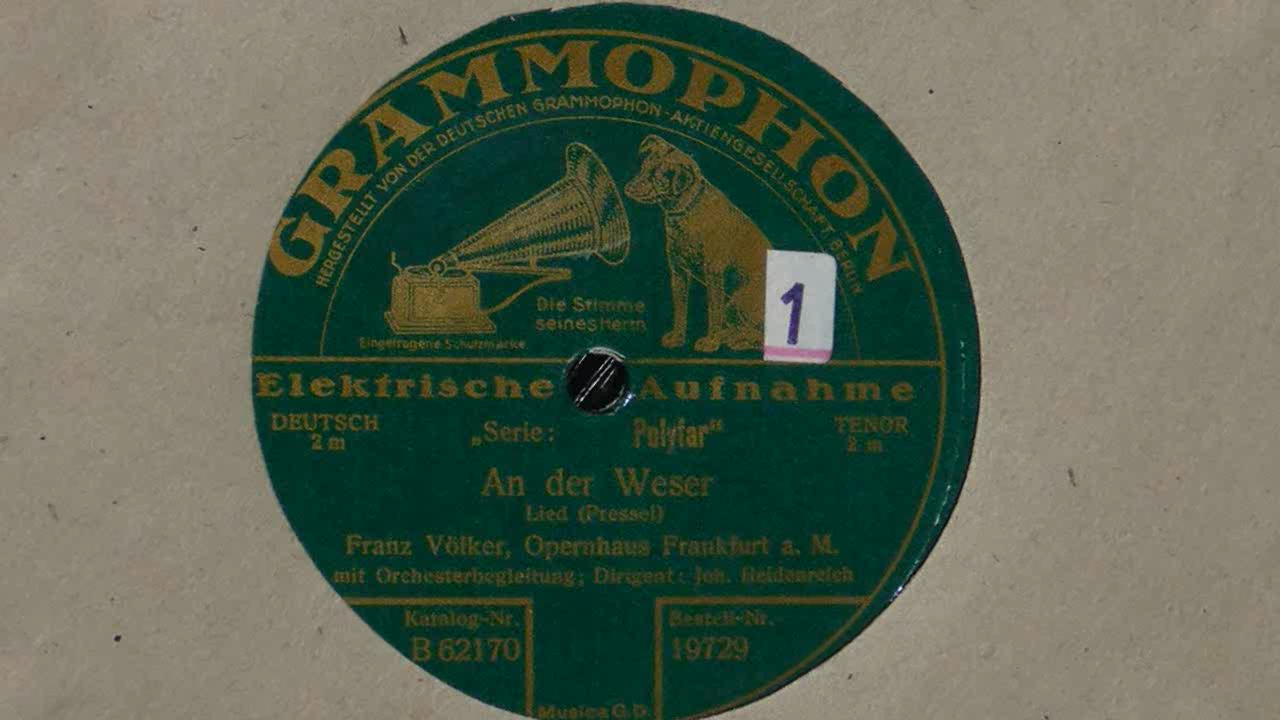 GRAMMOPHON
HERGESTELLT VON DER DEUTSCHEN GRAMMOPHON-AKTIENGESELLSCHAFT, BERLIN
Die Stimme
seines Herrn
Eingetragene Schutzmarke
1
Elektrische Aufnahme
DEUTSCH
2 m
„Serie: Polyfar“
TENOR
2 m
An der Weser
Lied (Pressel)
Franz Völker, Opernhaus Frankfurt a. M.
mit Orchesterbegleitung; Dirigent: Joh. Heidenreich
Katalog-Nr.
B 62170
Bestell-Nr.
19729
Musica G.D.